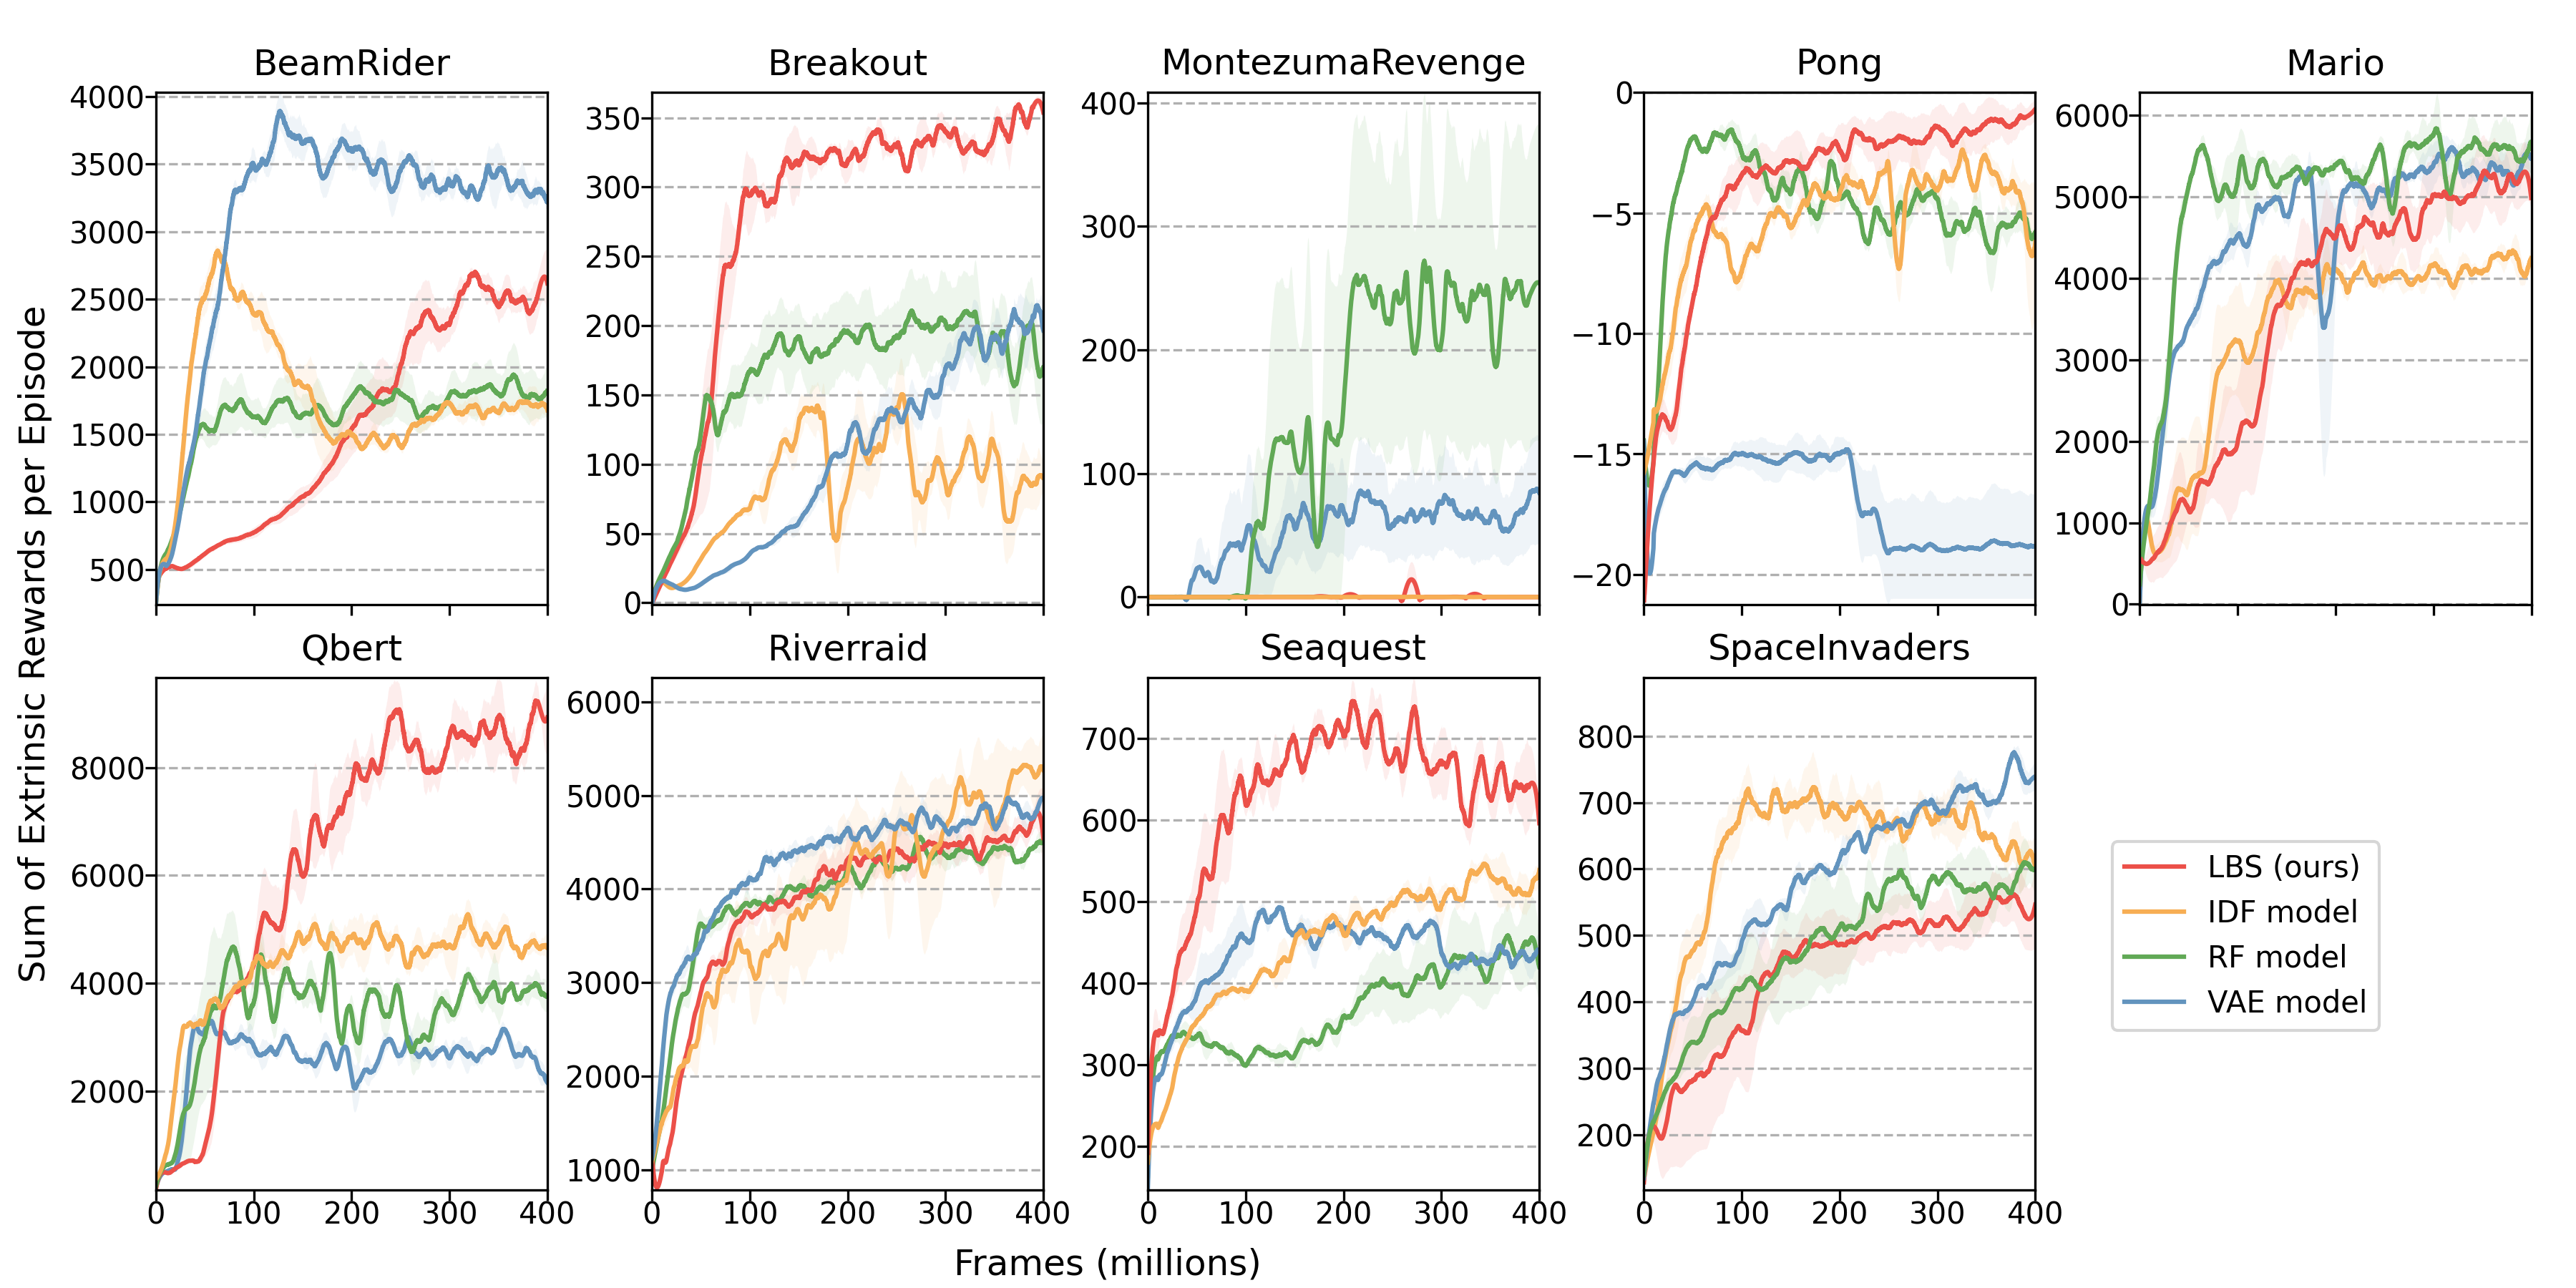 BeamRider
Breakout
MontezumaRevenge
Pong
Mario
4000
3500
3000
2500
2000
1500
1000
500
350
300
250
200
150
100
50
0
400
300
200
100
0
0
−5
−10
−15
−20
6000
5000
4000
3000
2000
1000
0
Sum of Extrinsic Rewards per Episode
Qbert
Riverraid
Seaquest
SpaceInvaders
8000
6000
4000
2000
0 100 200 300 400
6000
5000
4000
3000
2000
1000
0 100 200 300 400
700
600
500
400
300
200
0 100 200 300 400
800
700
600
500
400
300
200
0 100 200 300 400
LBS (ours)
IDF model
RF model
VAE model
Frames (millions)